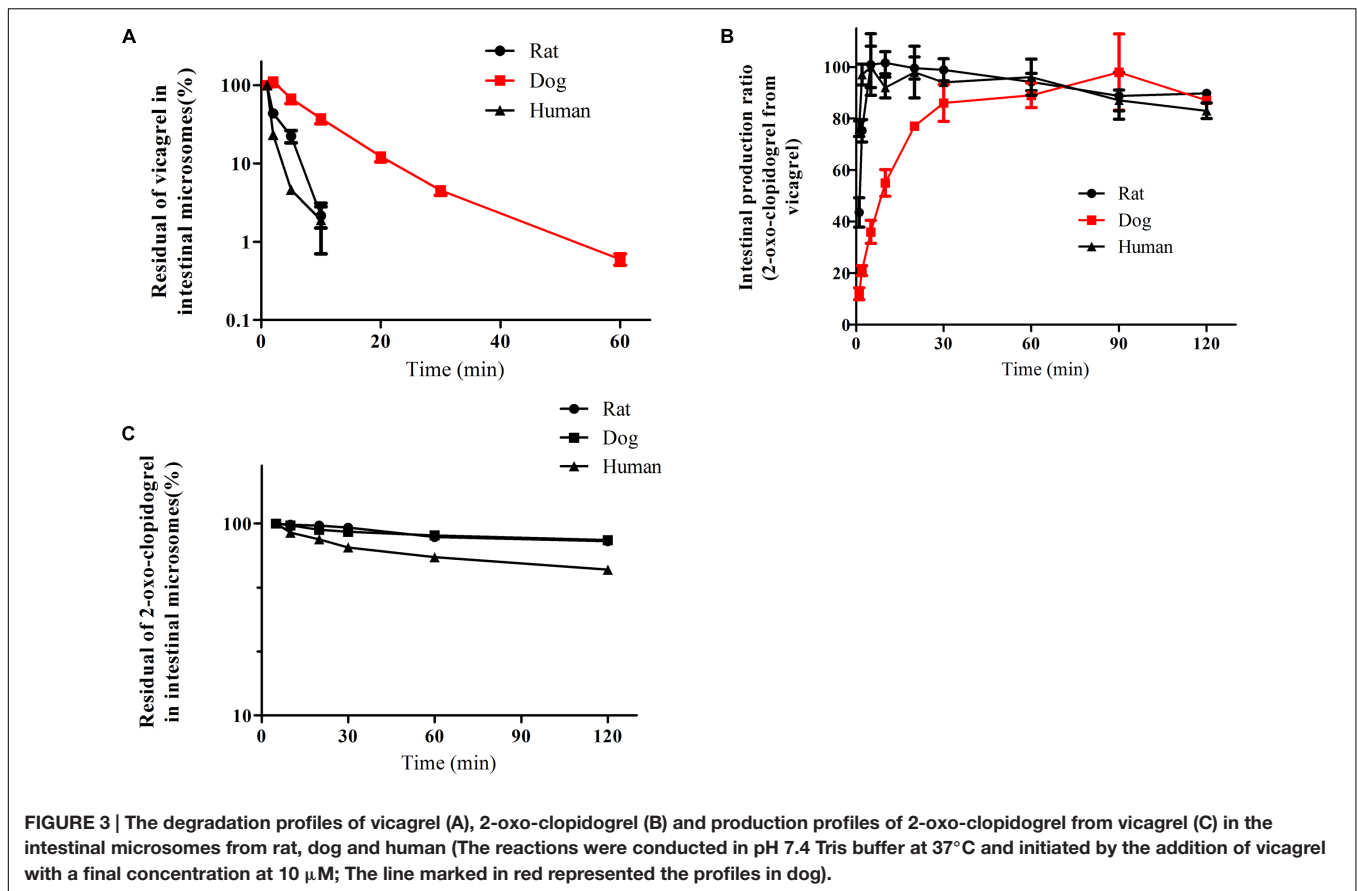 A
Rat
Dog
Human
Residual of vicagrel in
intestinal microsomes(%)
100
10
1
0.1
0
20
40
60
Time (min)
B
Intestinal production ratio
(2-oxo-clopidogrel from
vicagrel)
100
80
60
40
20
0
Rat
Dog
Human
0
30
60
90
120
Time (min)
C
Rat
Dog
Human
Residual of 2-oxo-clopidogrel
in intestinal microsomes(%)
100
10
0
30
60
90
120
Time (min)
FIGURE 3 | The degradation profiles of vicagrel (A), 2-oxo-clopidogrel (B) and production profiles of 2-oxo-clopidogrel from vicagrel (C) in the
intestinal microsomes from rat, dog and human (The reactions were conducted in pH 7.4 Tris buffer at 37°C and initiated by the addition of vicagrel
with a final concentration at 10 μM; The line marked in red represented the profiles in dog).